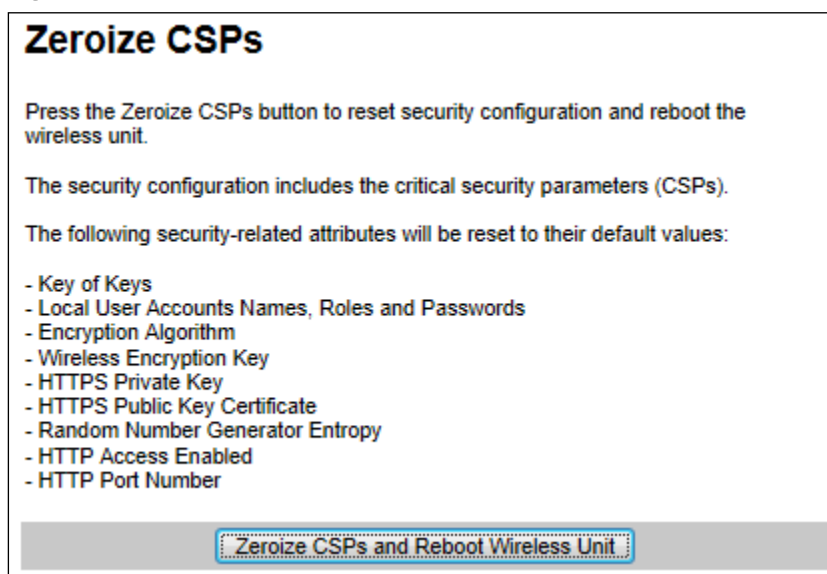 Zeroize CSPs
Press the Zeroize CSPs button to reset security configuration and reboot the
wireless unit.
The security configuration includes the critical security parameters (CSPs).
The following security-related attributes will be reset to their default values:
- Key of Keys
- Local User Accounts Names, Roles and Passwords
- Encryption Algorithm
- Wireless Encryption Key
- HTTPS Private Key
- HTTPS Public Key Certificate
- Random Number Generator Entropy
- HTTP Access Enabled
- HTTP Port Number
Zeroize CSPs and Reboot Wireless Unit